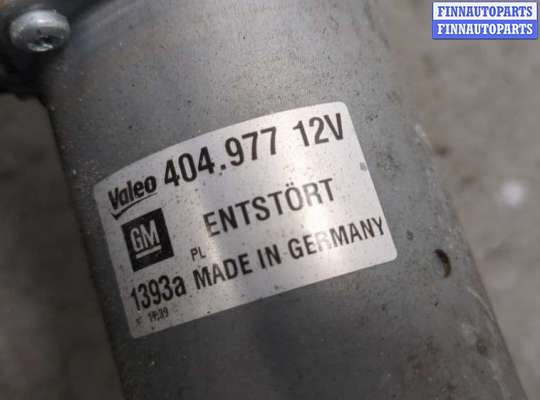 FINNAUTOPARTS
FINNAUTOPARTS
Valeo 404.977 12V
GM
ENTSTÖRT
PL
1393a MADE IN GERMANY